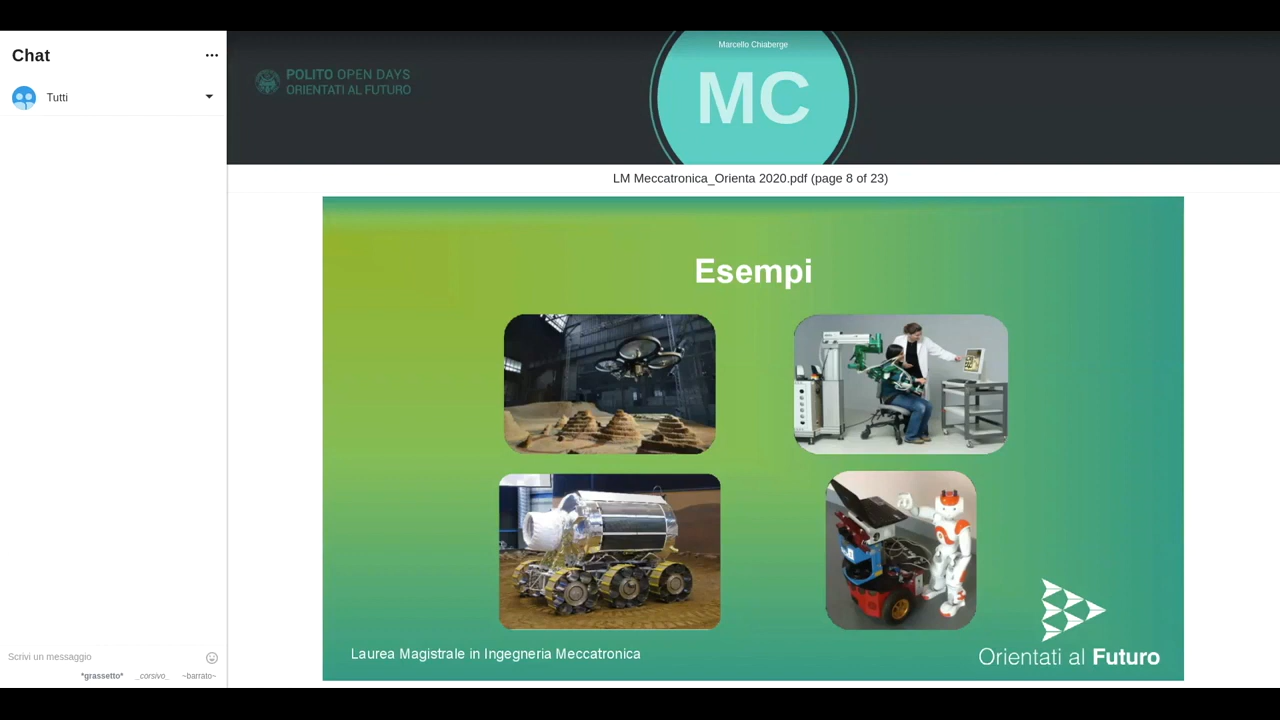 Chat
Tutti
Scrivi un messaggio
*grassetto* _corsivo_ ~barrato~
POLITO OPEN DAYS
ORIENTATI AL FUTURO
Marcello Chiaberge
MC
LM Meccatronica_Orienta 2020.pdf (page 8 of 23)
Esempi
Laurea Magistrale in Ingegneria Meccatronica
Orientati al Futuro